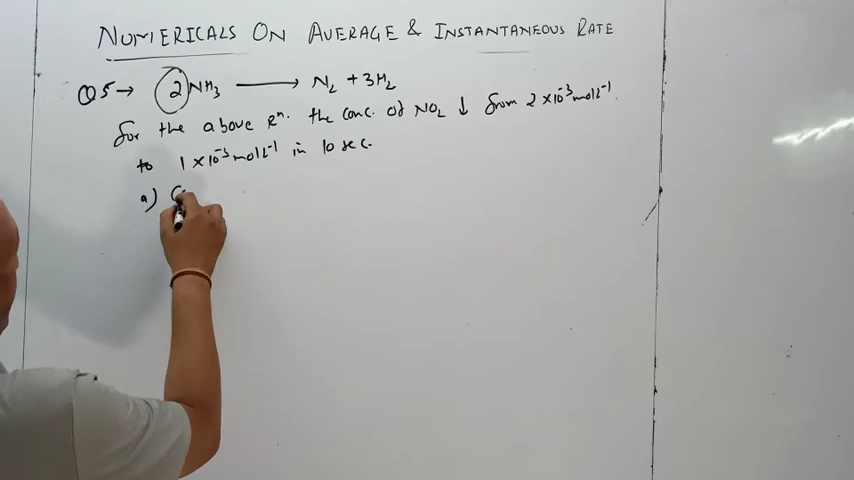 NUMERICALS ON AVERAGE & INSTANTANEOUS RATE
Q5→ 2NH₃ ⟶ N₂ + 3H₂
for the above Rⁿ. the conc. of NO₂ ↓ from 2×10⁻³ mol L⁻¹
to 1×10⁻³ mol L⁻¹ in 10 sec.
a)